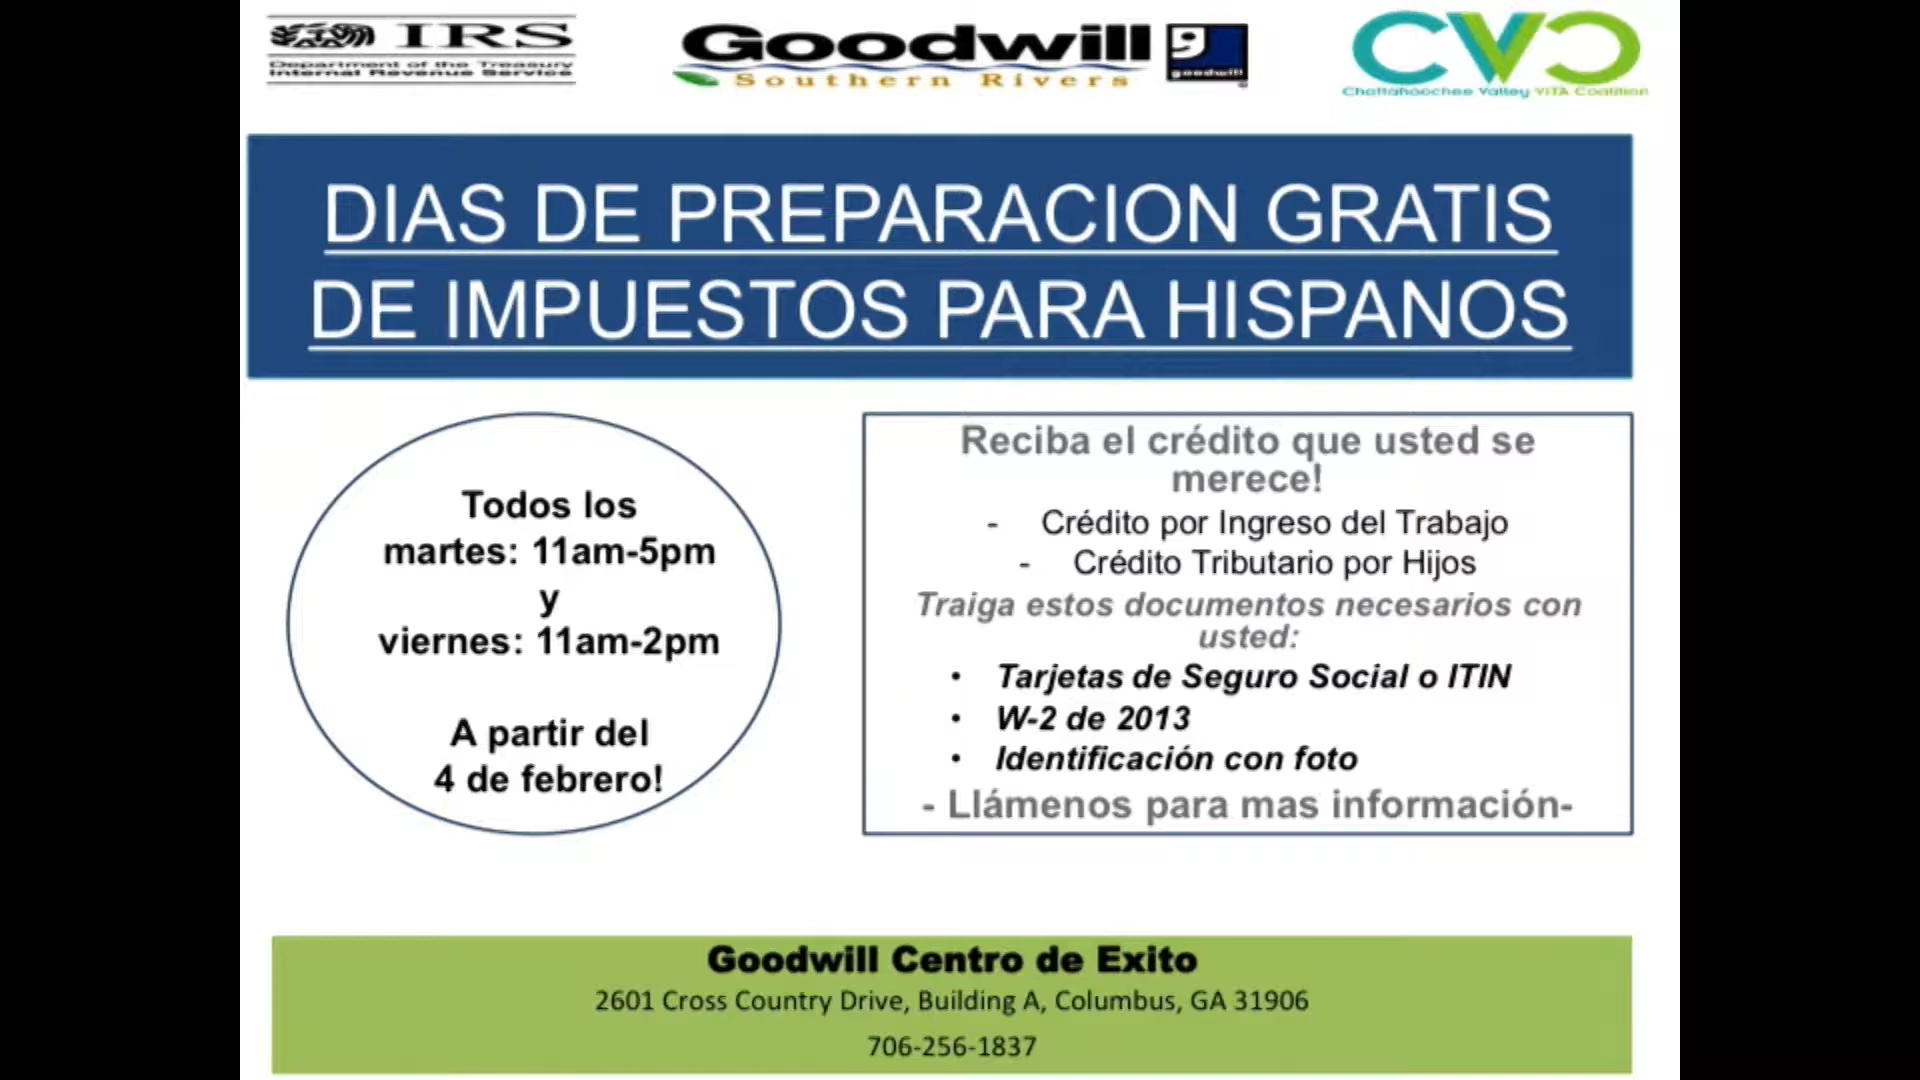 IRS
Department of the Treasury
Internal Revenue Service
Goodwill
Southern Rivers
goodwill
CVC
Chattahoochee Valley VITA Coalition
DIAS DE PREPARACION GRATIS
DE IMPUESTOS PARA HISPANOS
Todos los
martes: 11am-5pm
y
viernes: 11am-2pm
A partir del
4 de febrero!
Reciba el crédito que usted se
merece!
- Crédito por Ingreso del Trabajo
- Crédito Tributario por Hijos
Traiga estos documentos necesarios con
usted:
• Tarjetas de Seguro Social o ITIN
• W-2 de 2013
• Identificación con foto
- Llámenos para mas información-
Goodwill Centro de Exito
2601 Cross Country Drive, Building A, Columbus, GA 31906
706-256-1837